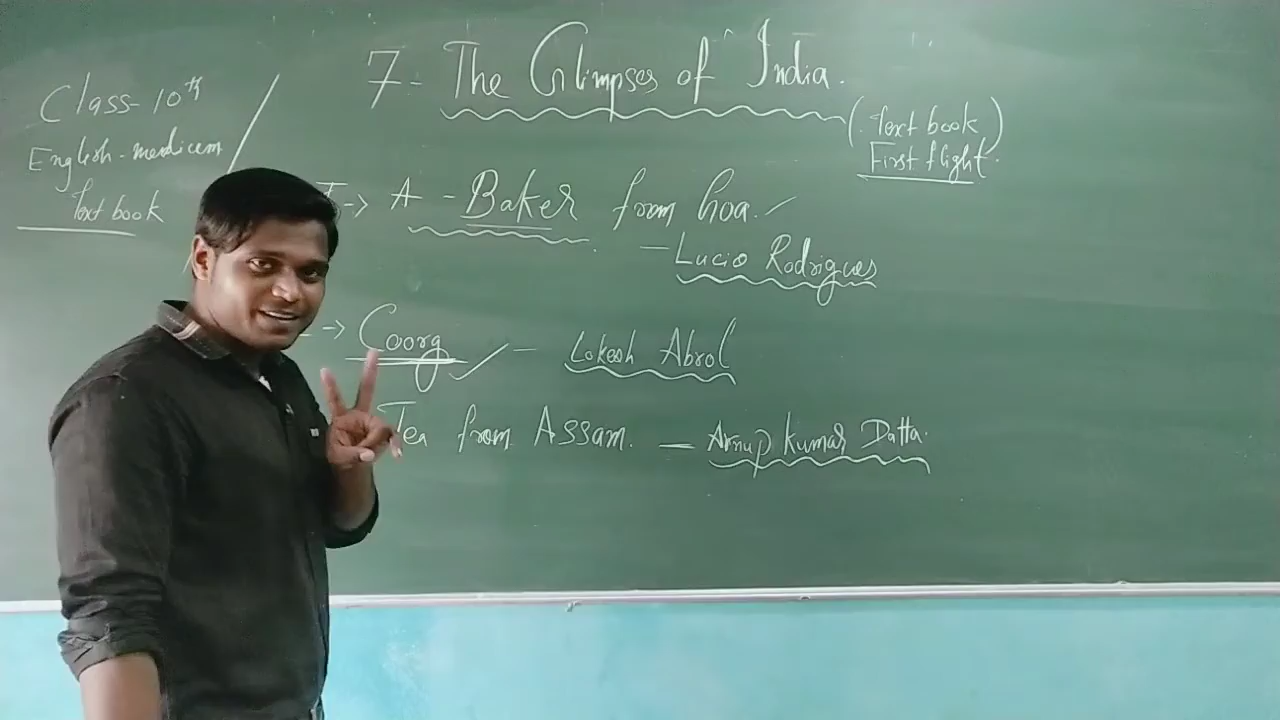 Class-10th
English-medium
Text book
7- The Glimpses of India.
(Text book)
First flight.
I-> A - Baker from Goa.
- Lucio Rodrigues
-> Coorg - Lokesh Abrol
Tea from Assam. - Arnup Kumar Datta.